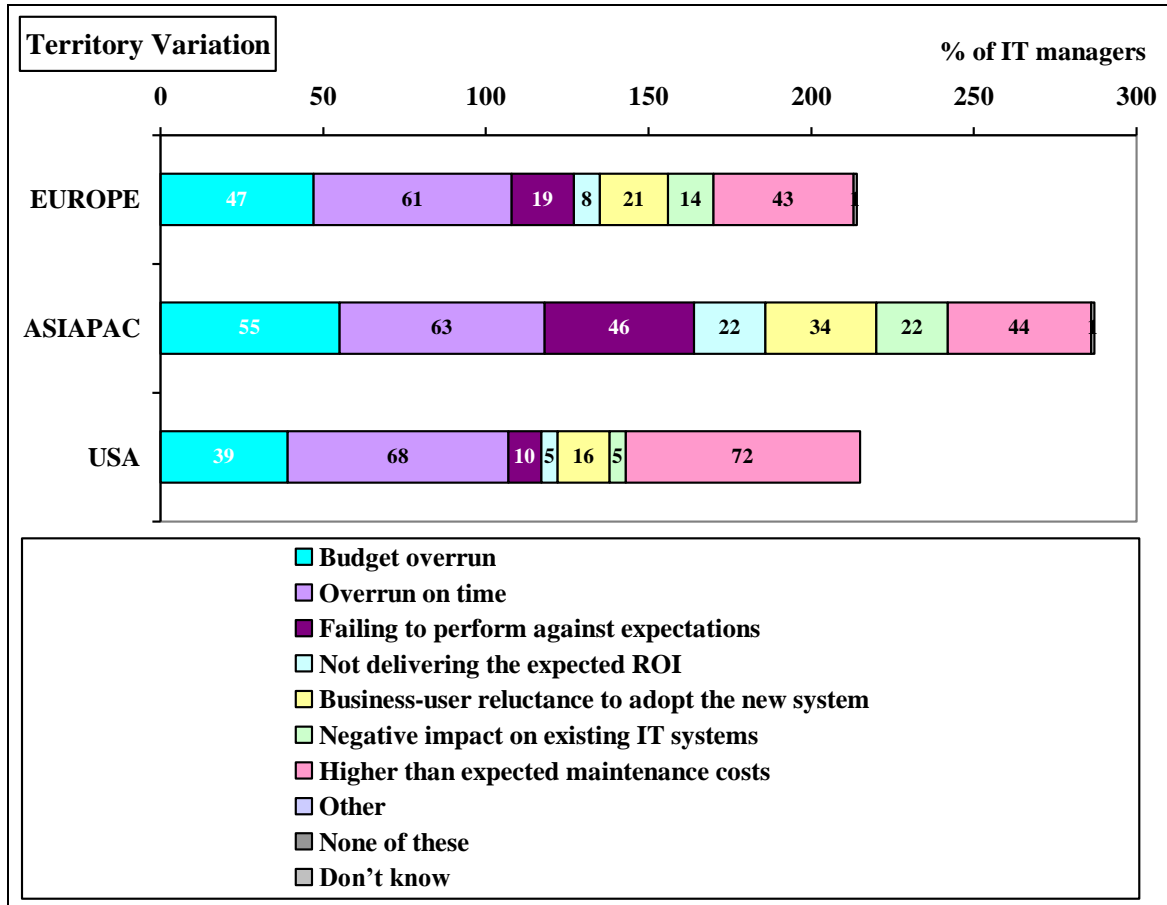 Territory Variation
% of IT managers
0 50 100 150 200 250 300
EUROPE 47 61 19 8 21 14 43 1
ASIAPAC 55 63 46 22 34 22 44 1
USA 39 68 10 5 16 5 72
Budget overrun
Overrun on time
Failing to perform against expectations
Not delivering the expected ROI
Business-user reluctance to adopt the new system
Negative impact on existing IT systems
Higher than expected maintenance costs
Other
None of these
Don’t know